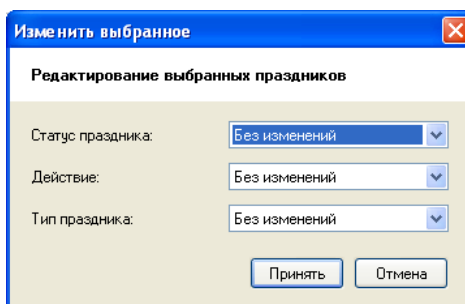 Изменить выбранное
Редактирование выбранных праздников
Статус праздника: Без изменений
Действие: Без изменений
Тип праздника: Без изменений
Принять Отмена